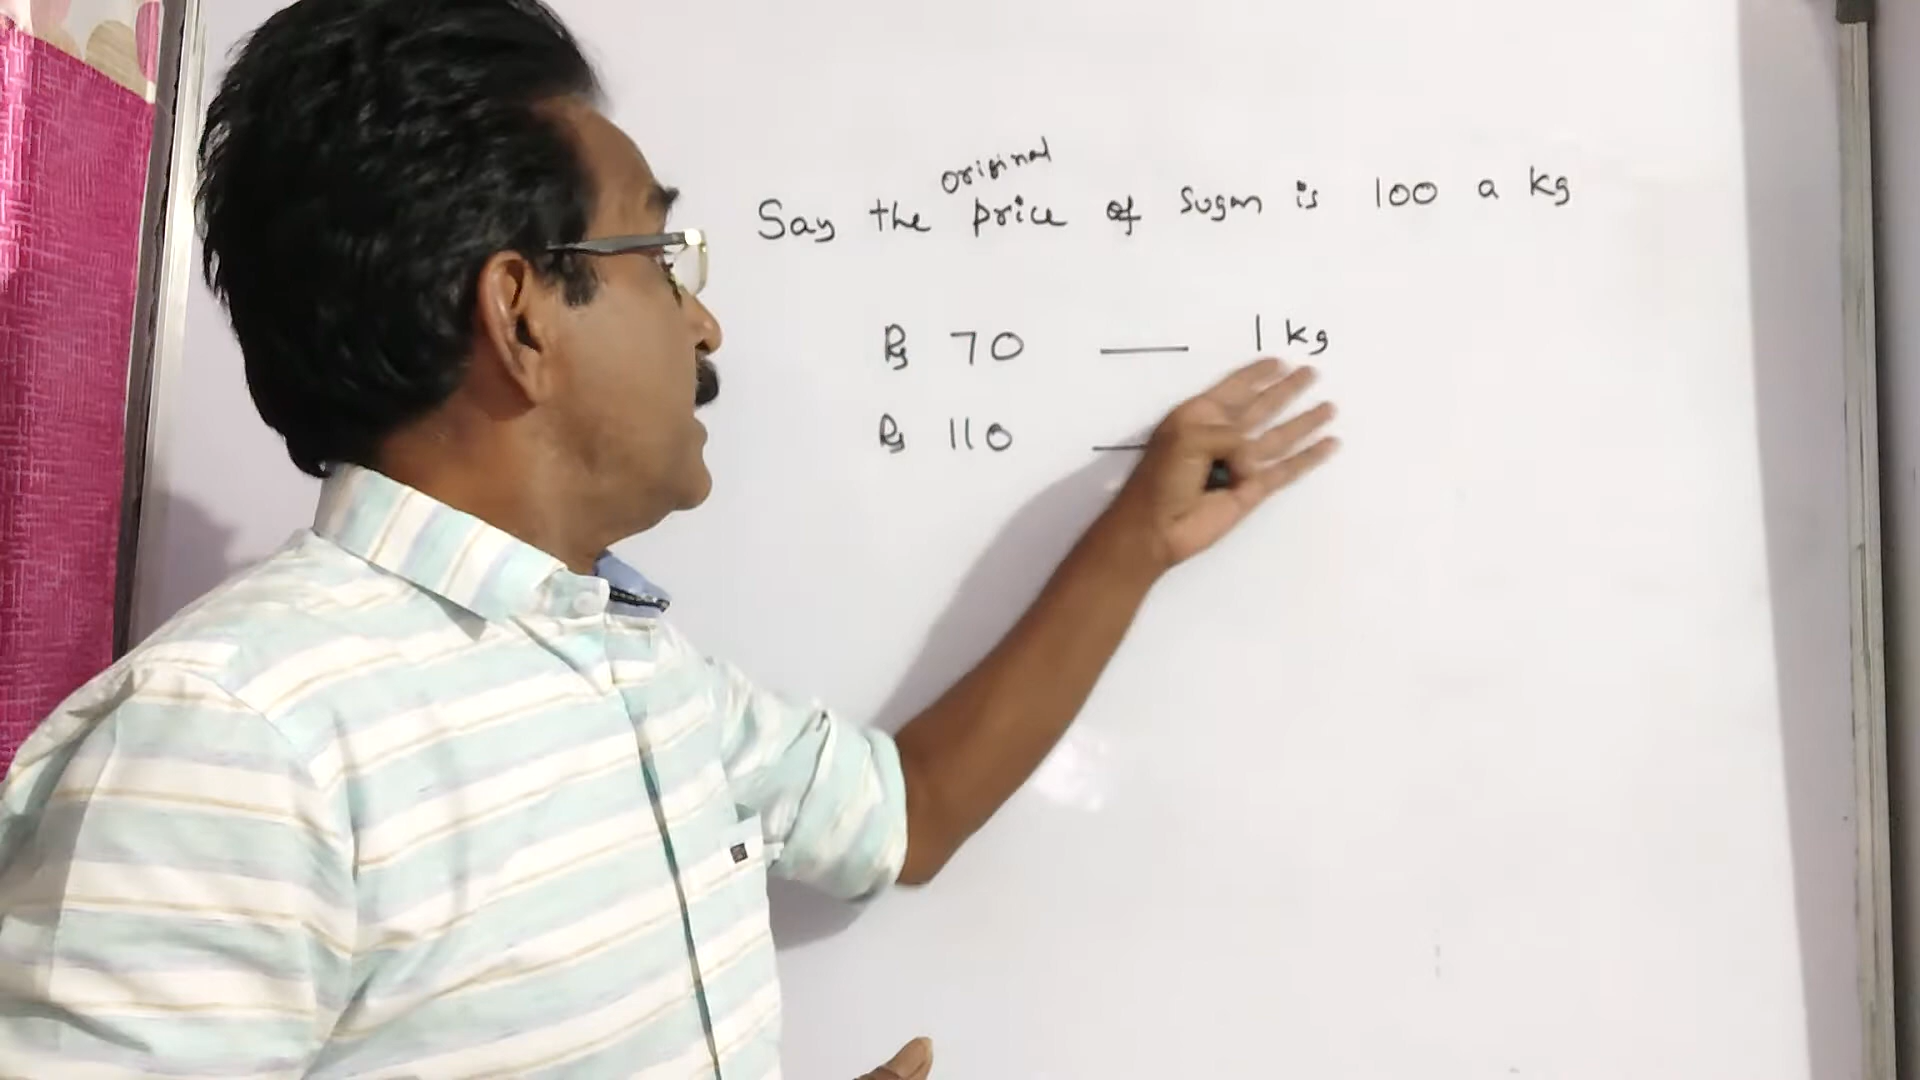 Say the original price of Sugar is 100 a kg
Rs 70 — 1 kg
Rs 110 —